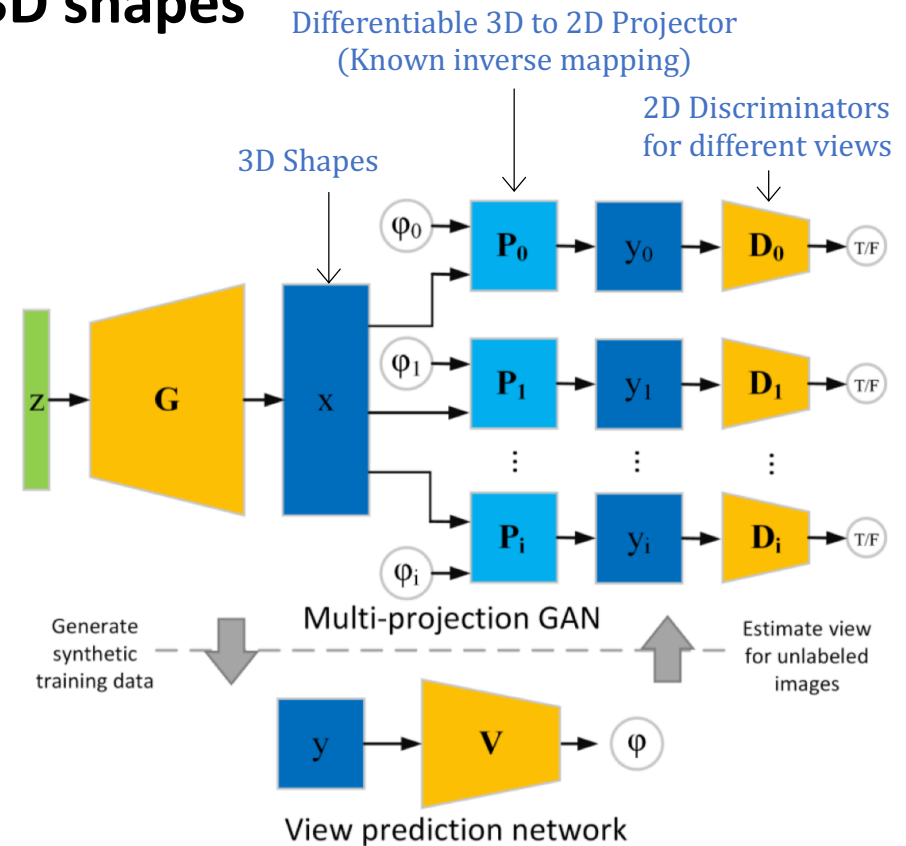 3D shapes
Differentiable 3D to 2D Projector
(Known inverse mapping)
2D Discriminators
for different views
3D Shapes
φ₀
P₀
y₀
D₀
T/F
z
G
x
φ₁
P₁
y₁
D₁
T/F
⋮ ⋮ ⋮
φᵢ
Pᵢ
yᵢ
Dᵢ
T/F
Multi-projection GAN
Generate
synthetic
training data
Estimate view
for unlabeled
images
y
V
φ
View prediction network